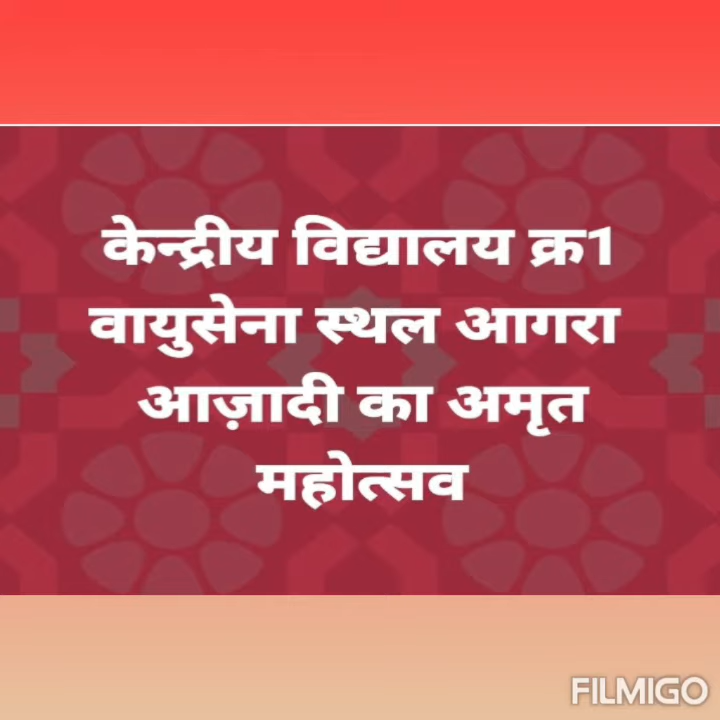 केन्द्रीय विद्यालय क्र1
वायुसेना स्थल आगरा
आज़ादी का अमृत
महोत्सव
FILMIGO